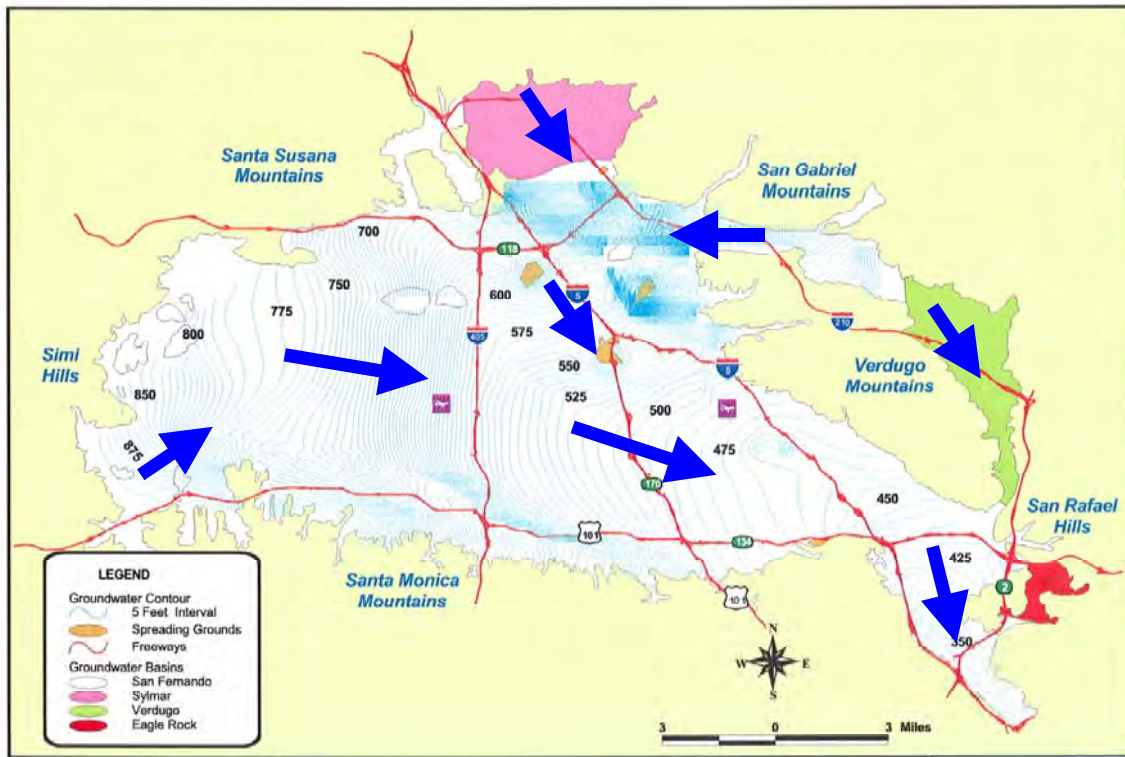 Santa Susana
Mountains
San Gabriel
Mountains
700
118
750
600
5
775
575
210
800
405
Simi
Hills
550
5
Verdugo
Mountains
850
525
500
875
475
170
450
San Rafael
Hills
101
134
425
Santa Monica
Mountains
101
2
350
LEGEND
Groundwater Contour
5 Feet Interval
Spreading Grounds
Freeways
Groundwater Basins
San Fernando
Sylmar
Verdugo
Eagle Rock
N
W E
S
3 0 3 Miles